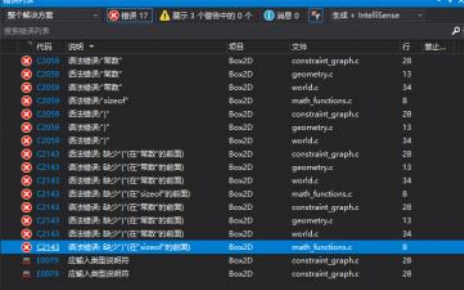 错误列表
整个解决方案 错误 17 展示 3 个警告中的 0 个 消息 0 生成 + IntelliSense
搜索错误列表
代码 说明 项目 文件 行 禁止...
C2059 语法错误:"常数" Box2D constraint_graph.c 28
C2059 语法错误:"常数" Box2D geometry.c 13
C2059 语法错误:"常数" Box2D world.c 34
C2059 语法错误:"sizeof" Box2D math_functions.c 8
C2059 语法错误:")" Box2D constraint_graph.c 28
C2059 语法错误:")" Box2D geometry.c 13
C2059 语法错误:")" Box2D world.c 34
C2143 语法错误: 缺少")"(在"常数"的前面) Box2D constraint_graph.c 28
C2143 语法错误: 缺少")"(在"常数"的前面) Box2D geometry.c 13
C2143 语法错误: 缺少")"(在"常数"的前面) Box2D world.c 34
C2143 语法错误: 缺少")"(在"sizeof"的前面) Box2D math_functions.c 8
C2143 语法错误: 缺少"{"(在"常数"的前面) Box2D constraint_graph.c 28
C2143 语法错误: 缺少"{"(在"常数"的前面) Box2D geometry.c 13
C2143 语法错误: 缺少"{"(在"常数"的前面) Box2D world.c 34
C2143 语法错误: 缺少"{"(在"sizeof"的前面) Box2D math_functions.c 8
E0079 应输入类型说明符 Box2D constraint_graph.c 28
E0079 应输入类型说明符 Box2D constraint_graph.c 28